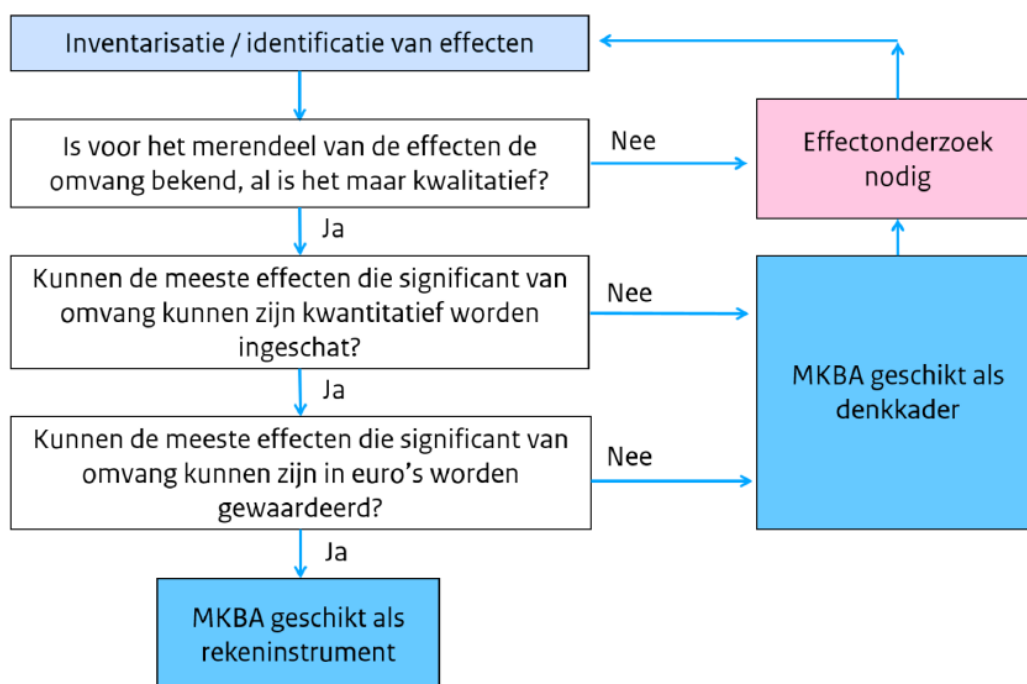 Inventarisatie / identificatie van effecten
Is voor het merendeel van de effecten de
omvang bekend, al is het maar kwalitatief?
Nee
Effectonderzoek
nodig
Ja
Kunnen de meeste effecten die significant van
omvang kunnen zijn kwantitatief worden
ingeschat?
Nee
MKBA geschikt als
denkkader
Ja
Kunnen de meeste effecten die significant van
omvang kunnen zijn in euro's worden
gewaardeerd?
Nee
Ja
MKBA geschikt als
rekeninstrument